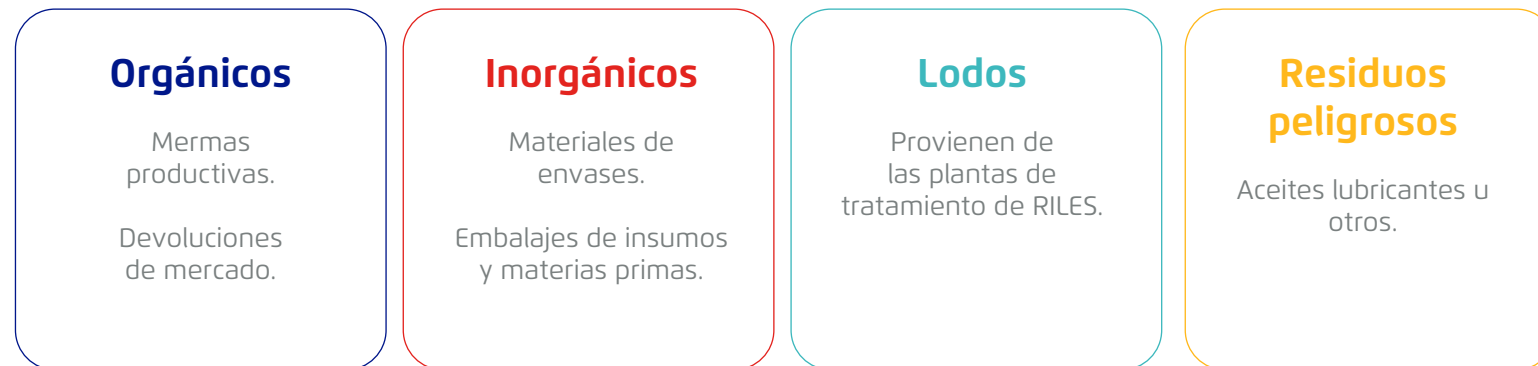 Orgánicos
Mermas
productivas.
Devoluciones
de mercado.
Inorgánicos
Materiales de
envases.
Embalajes de insumos
y materias primas.
Lodos
Provienen de
las plantas de
tratamiento de RILES.
Residuos
peligrosos
Aceites lubricantes u
otros.